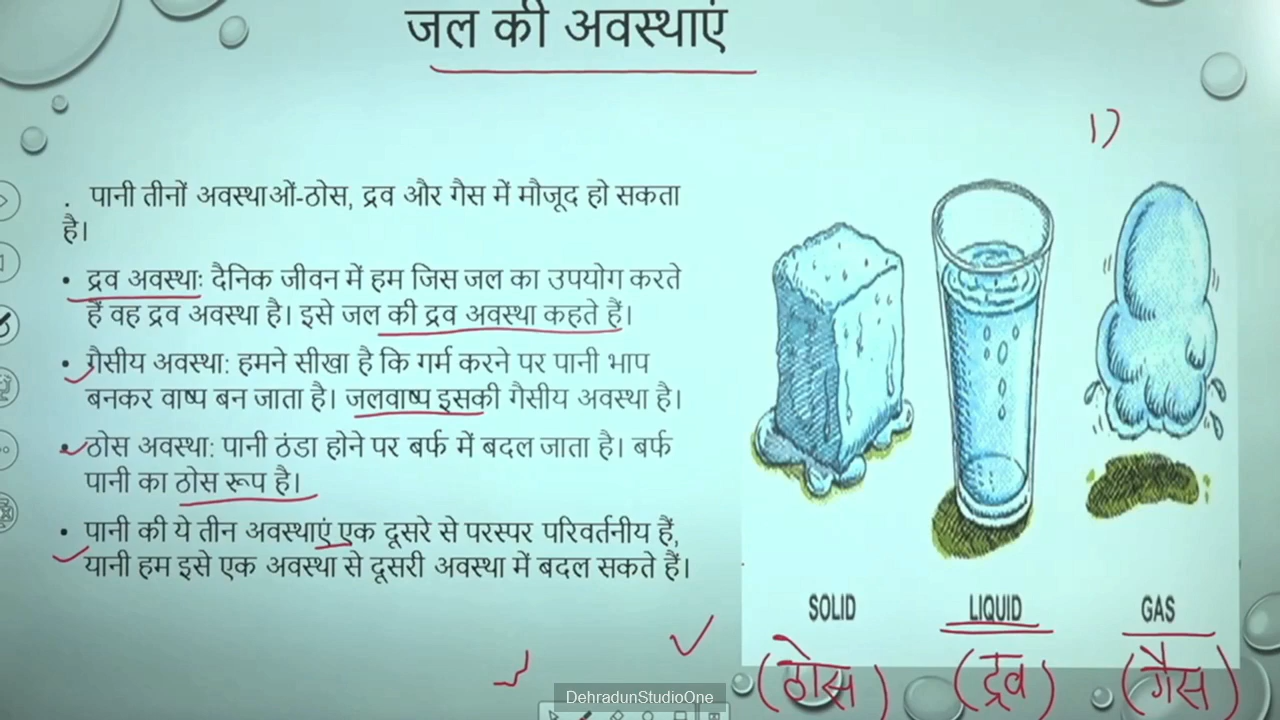 जल की अवस्थाएं
1)
. पानी तीनों अवस्थाओं-ठोस, द्रव और गैस में मौजूद हो सकता
है।
• द्रव अवस्थाः दैनिक जीवन में हम जिस जल का उपयोग करते
हैं वह द्रव अवस्था है। इसे जल की द्रव अवस्था कहते हैं।
• गैसीय अवस्था: हमने सीखा है कि गर्म करने पर पानी भाप
बनकर वाष्प बन जाता है। जलवाष्प इसकी गैसीय अवस्था है।
• ठोस अवस्था: पानी ठंडा होने पर बर्फ में बदल जाता है। बर्फ
पानी का ठोस रूप है।
• पानी की ये तीन अवस्थाएं एक दूसरे से परस्पर परिवर्तनीय हैं,
यानी हम इसे एक अवस्था से दूसरी अवस्था में बदल सकते हैं।
SOLID LIQUID GAS
(ठोस) (द्रव) (गैस)
DehradunStudioOne